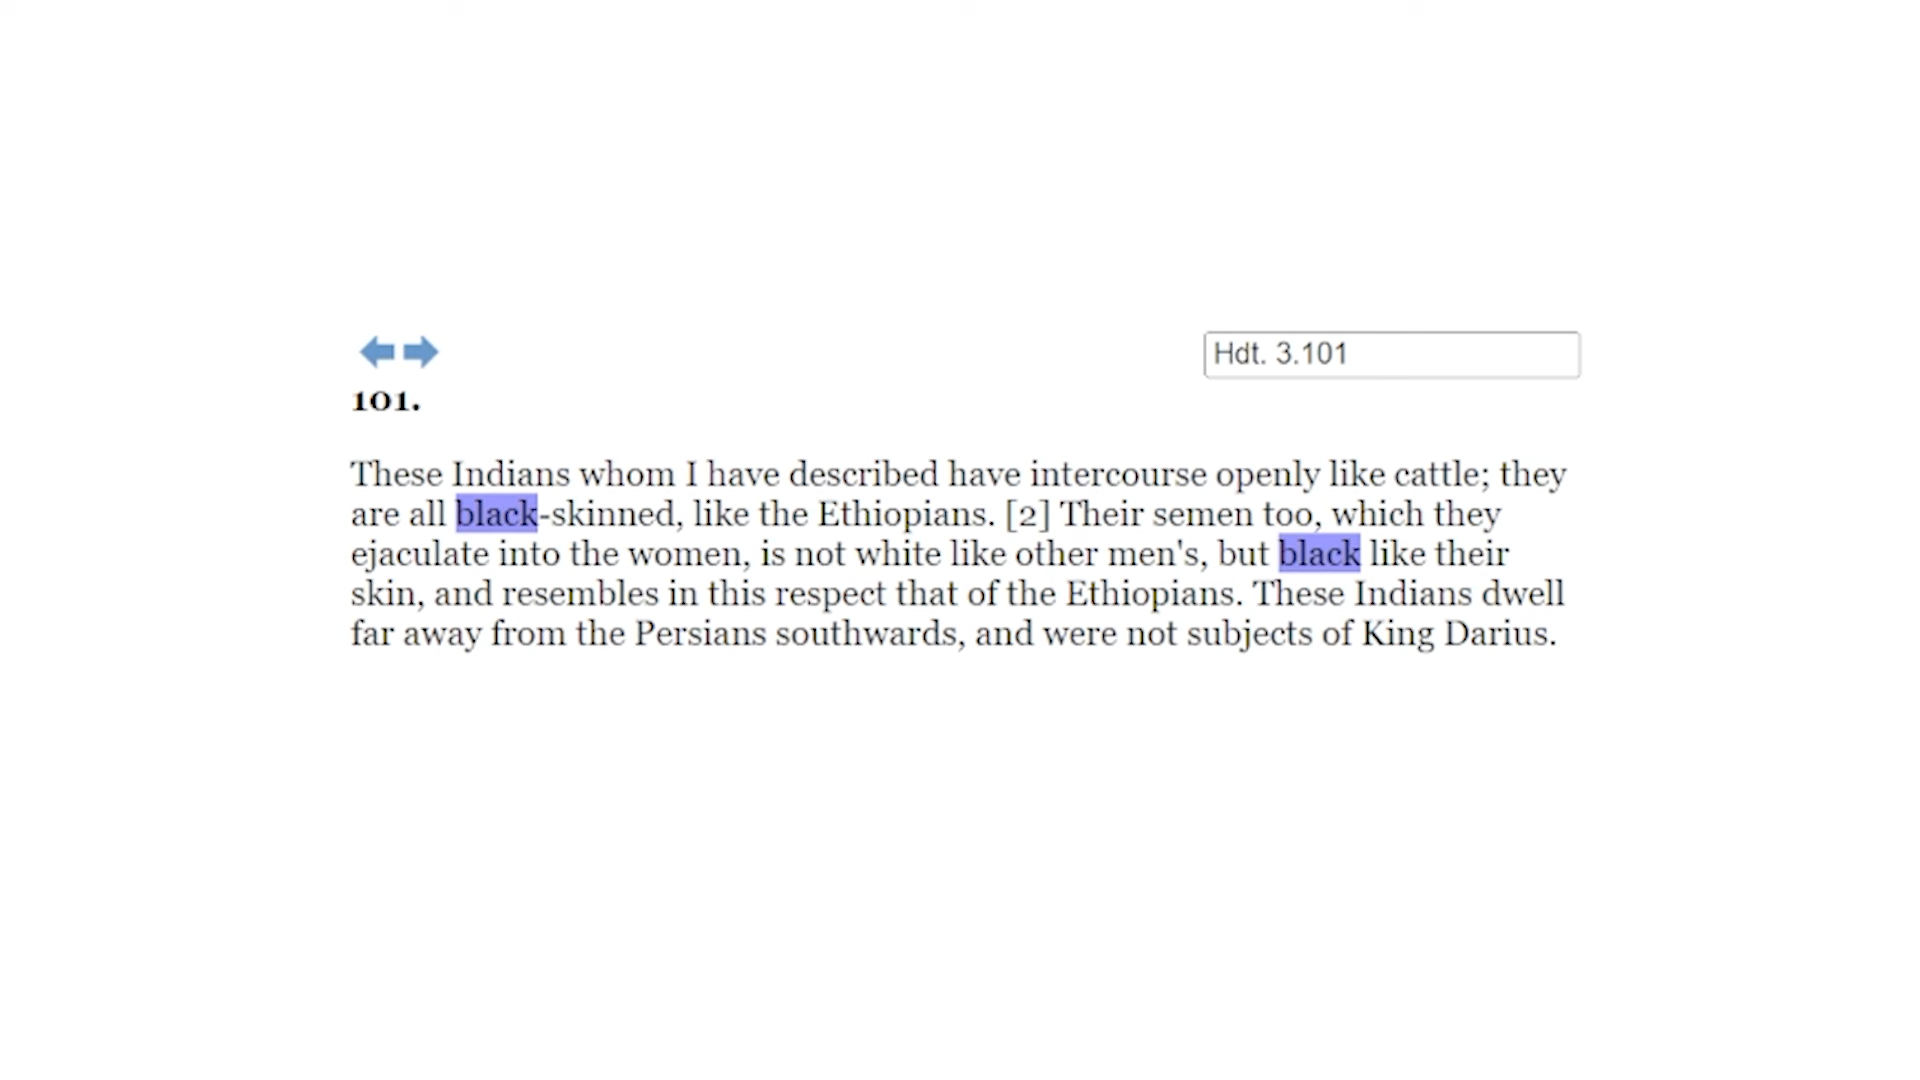 Hdt. 3.101
101.
These Indians whom I have described have intercourse openly like cattle; they
are all black-skinned, like the Ethiopians. [2] Their semen too, which they
ejaculate into the women, is not white like other men's, but black like their
skin, and resembles in this respect that of the Ethiopians. These Indians dwell
far away from the Persians southwards, and were not subjects of King Darius.